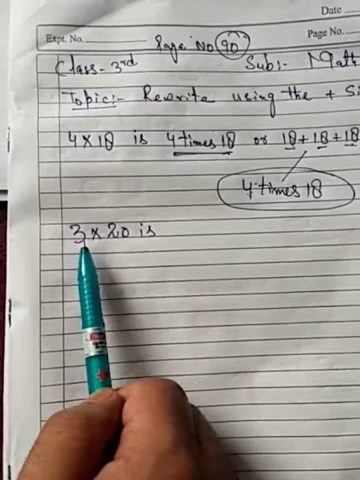 Date
Expt. No. Page No 90 Page No.
Class- 3rd Sub:- Math
Topic:- Rewrite using the + Si
4 x 18 is 4 times 18 or 18 + 18 + 18
4 times 18
3 x 20 is